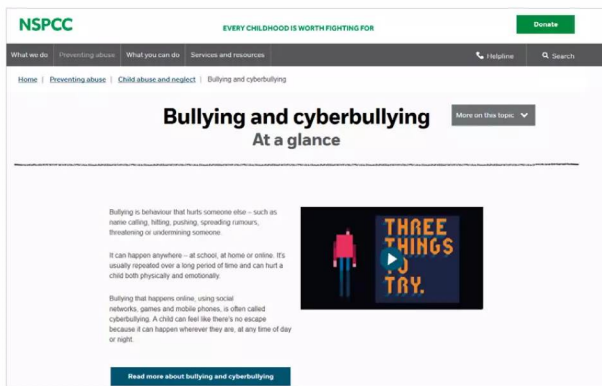 NSPCC
EVERY CHILDHOOD IS WORTH FIGHTING FOR
Donate
What we do
Preventing abuse
What you can do
Services and resources
Helpline
Search
Home | Preventing abuse | Child abuse and neglect | Bullying and cyberbullying
Bullying and cyberbullying
More on this topic
At a glance
Bullying is behaviour that hurts someone else – such as
name calling, hitting, pushing, spreading rumours,
threatening or undermining someone.
It can happen anywhere – at school, at home or online. It's
usually repeated over a long period of time and can hurt a
child both physically and emotionally.
Bullying that happens online, using social
networks, games and mobile phones, is often called
cyberbullying. A child can feel like there's no escape
because it can happen wherever they are, at any time of day
or night.
THREE
THINGS
TO
TRY.
Read more about bullying and cyberbullying